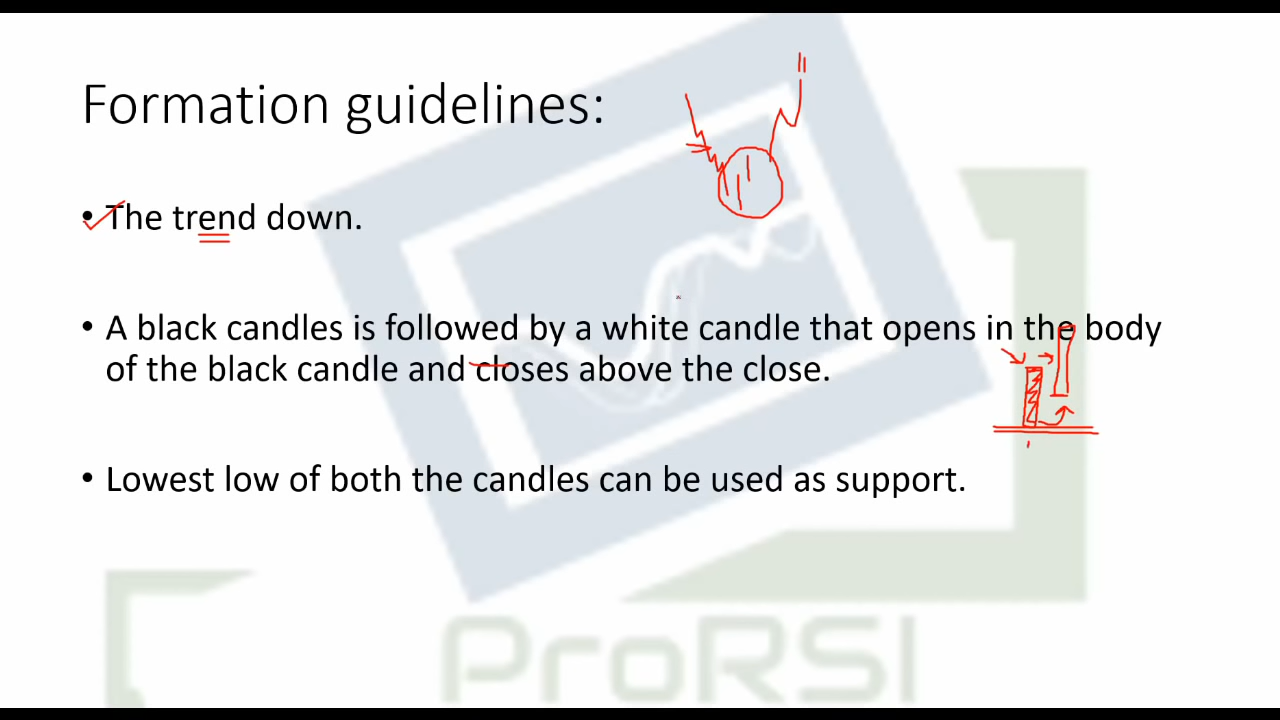 Formation guidelines:
• The trend down.
• A black candles is followed by a white candle that opens in the body
of the black candle and closes above the close.
• Lowest low of both the candles can be used as support.
ProRSI